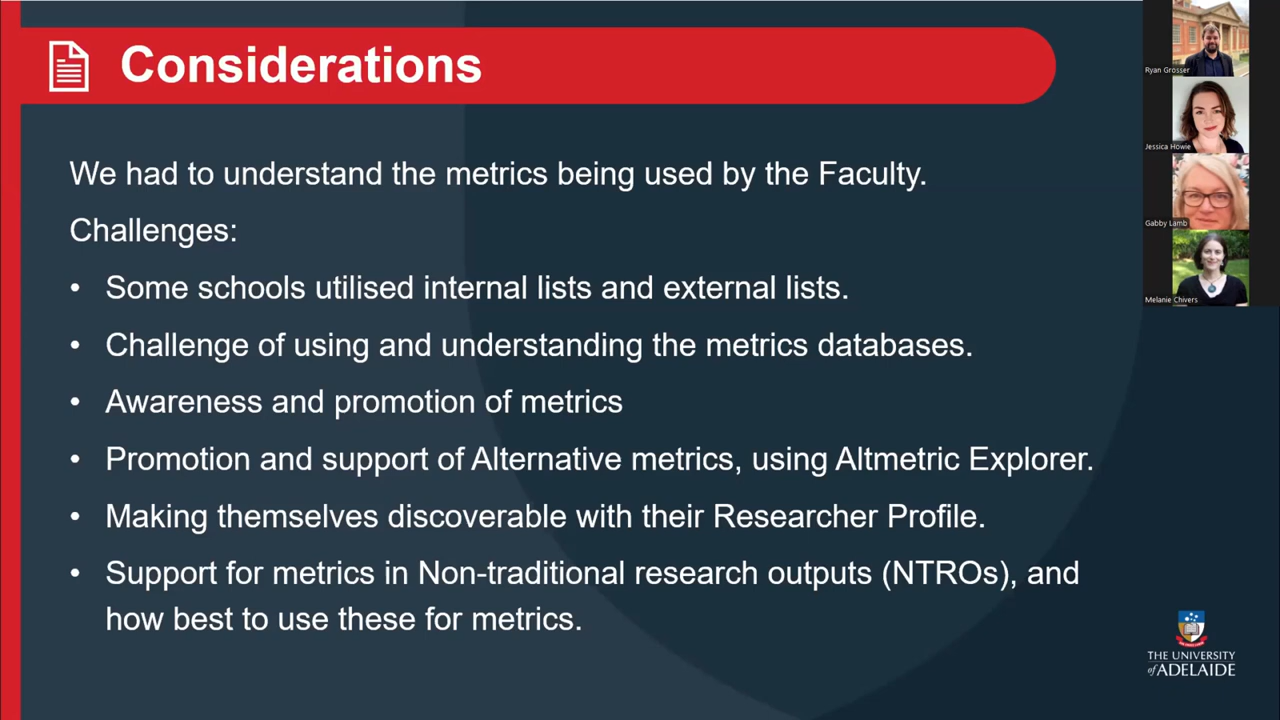 Considerations
We had to understand the metrics being used by the Faculty.
Challenges:
• Some schools utilised internal lists and external lists.
• Challenge of using and understanding the metrics databases.
• Awareness and promotion of metrics
• Promotion and support of Alternative metrics, using Altmetric Explorer.
• Making themselves discoverable with their Researcher Profile.
• Support for metrics in Non-traditional research outputs (NTROs), and
how best to use these for metrics.
Ryan Grosser
Jessica Howie
Gabby Lamb
Melanie Chivers
THE UNIVERSITY
of ADELAIDE